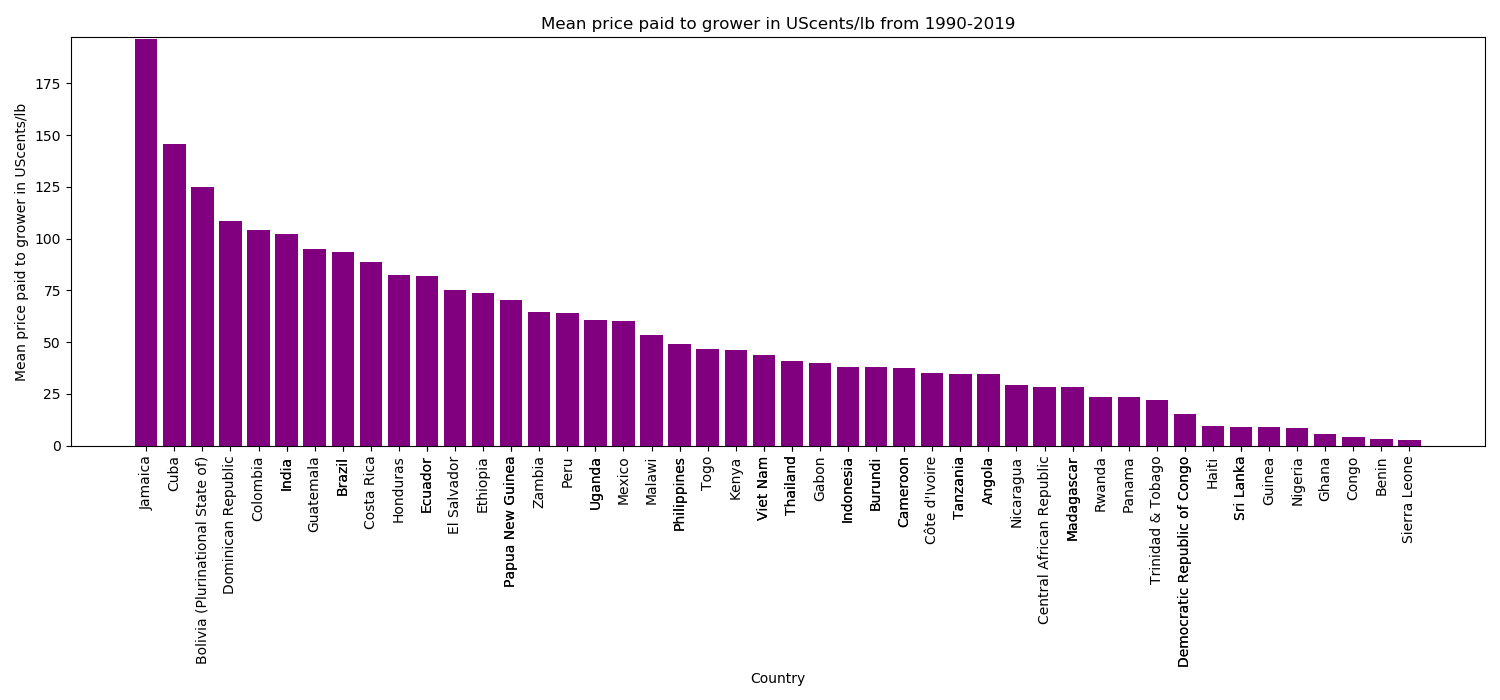 Mean price paid to grower in UScents/lb from 1990-2019
Mean price paid to grower in UScents/lb
175
150
125
100
75
50
25
0
Jamaica
Cuba
Bolivia (Plurinational State of)
Dominican Republic
Colombia
India
Guatemala
Brazil
Costa Rica
Honduras
Ecuador
El Salvador
Ethiopia
Papua New Guinea
Zambia
Peru
Uganda
Mexico
Malawi
Philippines
Togo
Kenya
Viet Nam
Thailand
Gabon
Indonesia
Burundi
Cameroon
Côte d'Ivoire
Tanzania
Angola
Nicaragua
Central African Republic
Madagascar
Rwanda
Panama
Trinidad & Tobago
Democratic Republic of Congo
Haiti
Sri Lanka
Guinea
Nigeria
Ghana
Congo
Benin
Sierra Leone
Country